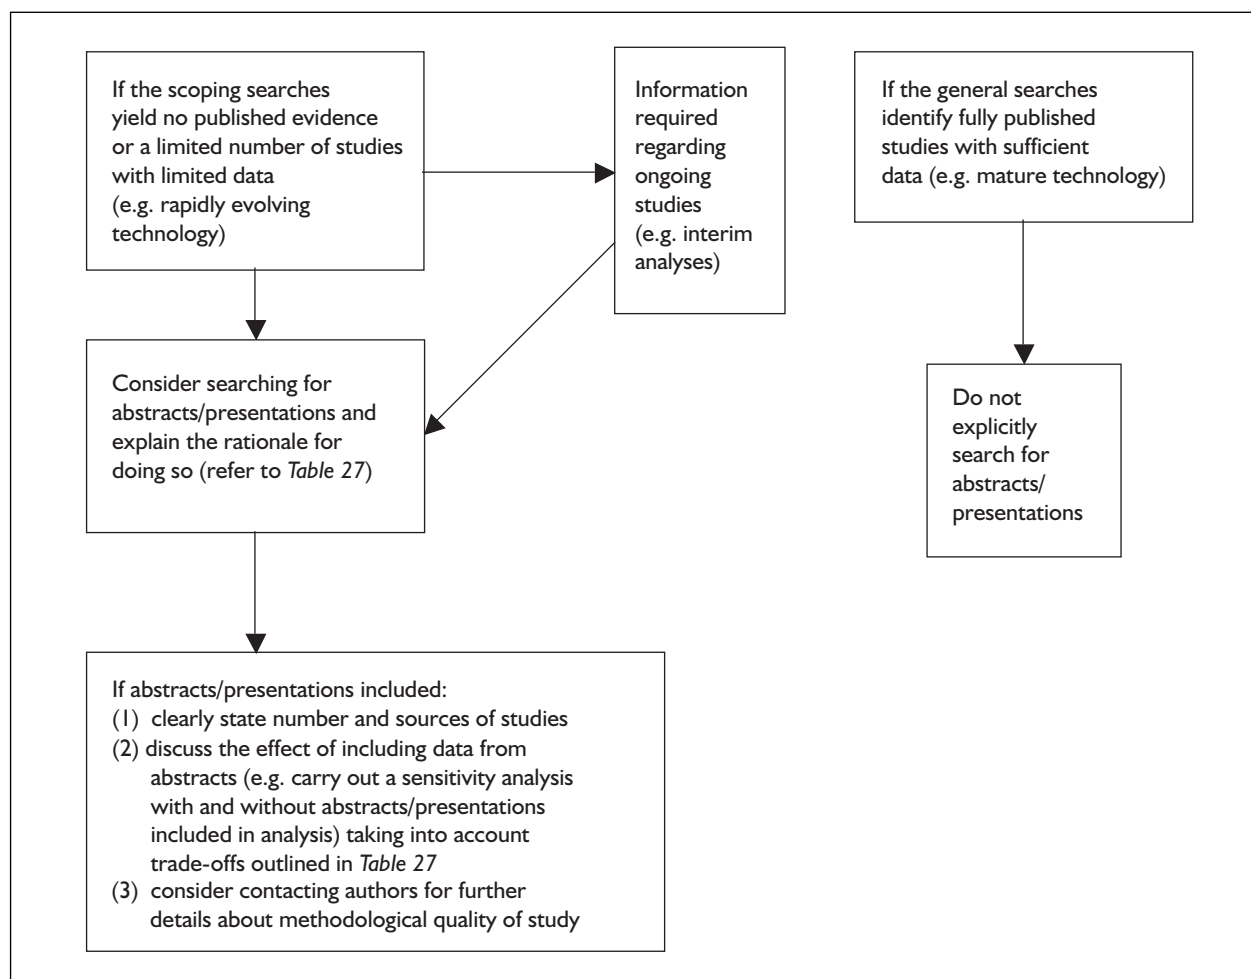 If the scoping searches
yield no published evidence
or a limited number of studies
with limited data
(e.g. rapidly evolving
technology)
Information
required
regarding
ongoing
studies
(e.g. interim
analyses)
If the general searches
identify fully published
studies with sufficient
data (e.g. mature technology)
Consider searching for
abstracts/presentations and
explain the rationale for
doing so (refer to Table 27)
Do not
explicitly
search for
abstracts/
presentations
If abstracts/presentations included:
(1) clearly state number and sources of studies
(2) discuss the effect of including data from
abstracts (e.g. carry out a sensitivity analysis
with and without abstracts/presentations
included in analysis) taking into account
trade-offs outlined in Table 27
(3) consider contacting authors for further
details about methodological quality of study